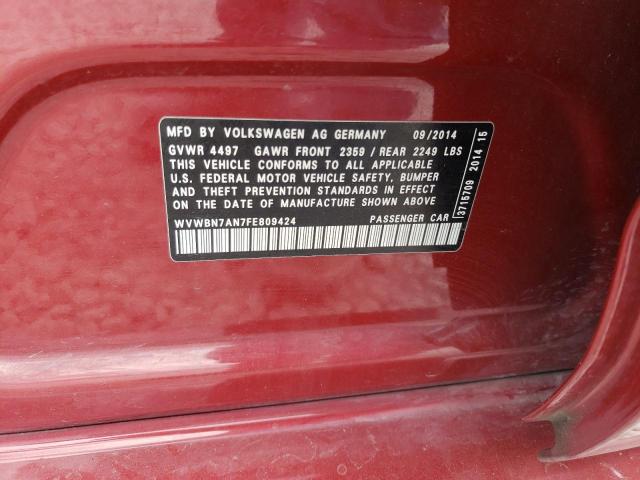 MFD BY VOLKSWAGEN AG GERMANY 09/2014
GVWR 4497 GAWR FRONT 2359 / REAR 2249 LBS
THIS VEHICLE CONFORMS TO ALL APPLICABLE
U.S. FEDERAL MOTOR VEHICLE SAFETY, BUMPER
AND THEFT PREVENTION STANDARDS IN EFFECT
ON THE DATE OF MANUFACTURE SHOWN ABOVE.
WVWBN7AN7FE809424 PASSENGER CAR
3715709 2014 15